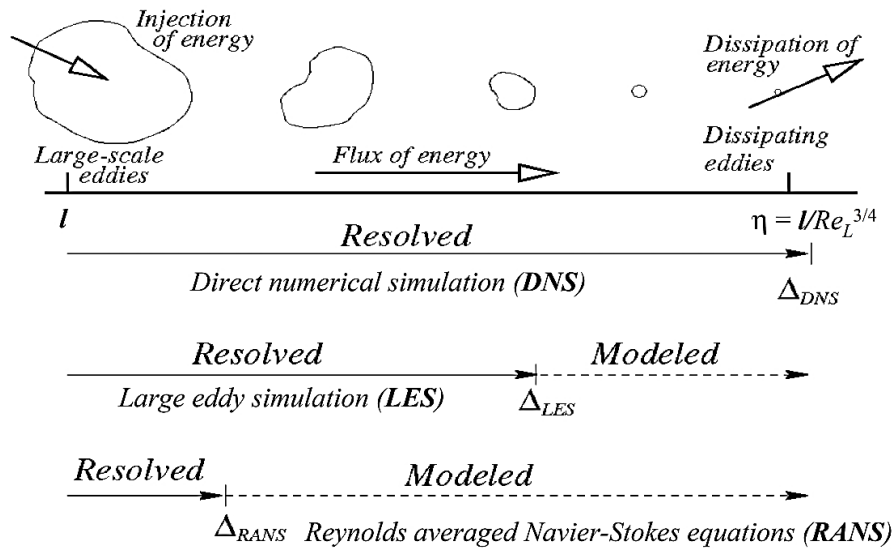 Injection
of energy
Dissipation of
energy
Large-scale
eddies
Flux of energy
Dissipating
eddies
l
η = l/Re_L^3/4
Resolved
Direct numerical simulation (DNS)
Δ_DNS
Resolved
Modeled
Large eddy simulation (LES)
Δ_LES
Resolved
Modeled
Δ_RANS
Reynolds averaged Navier-Stokes equations (RANS)